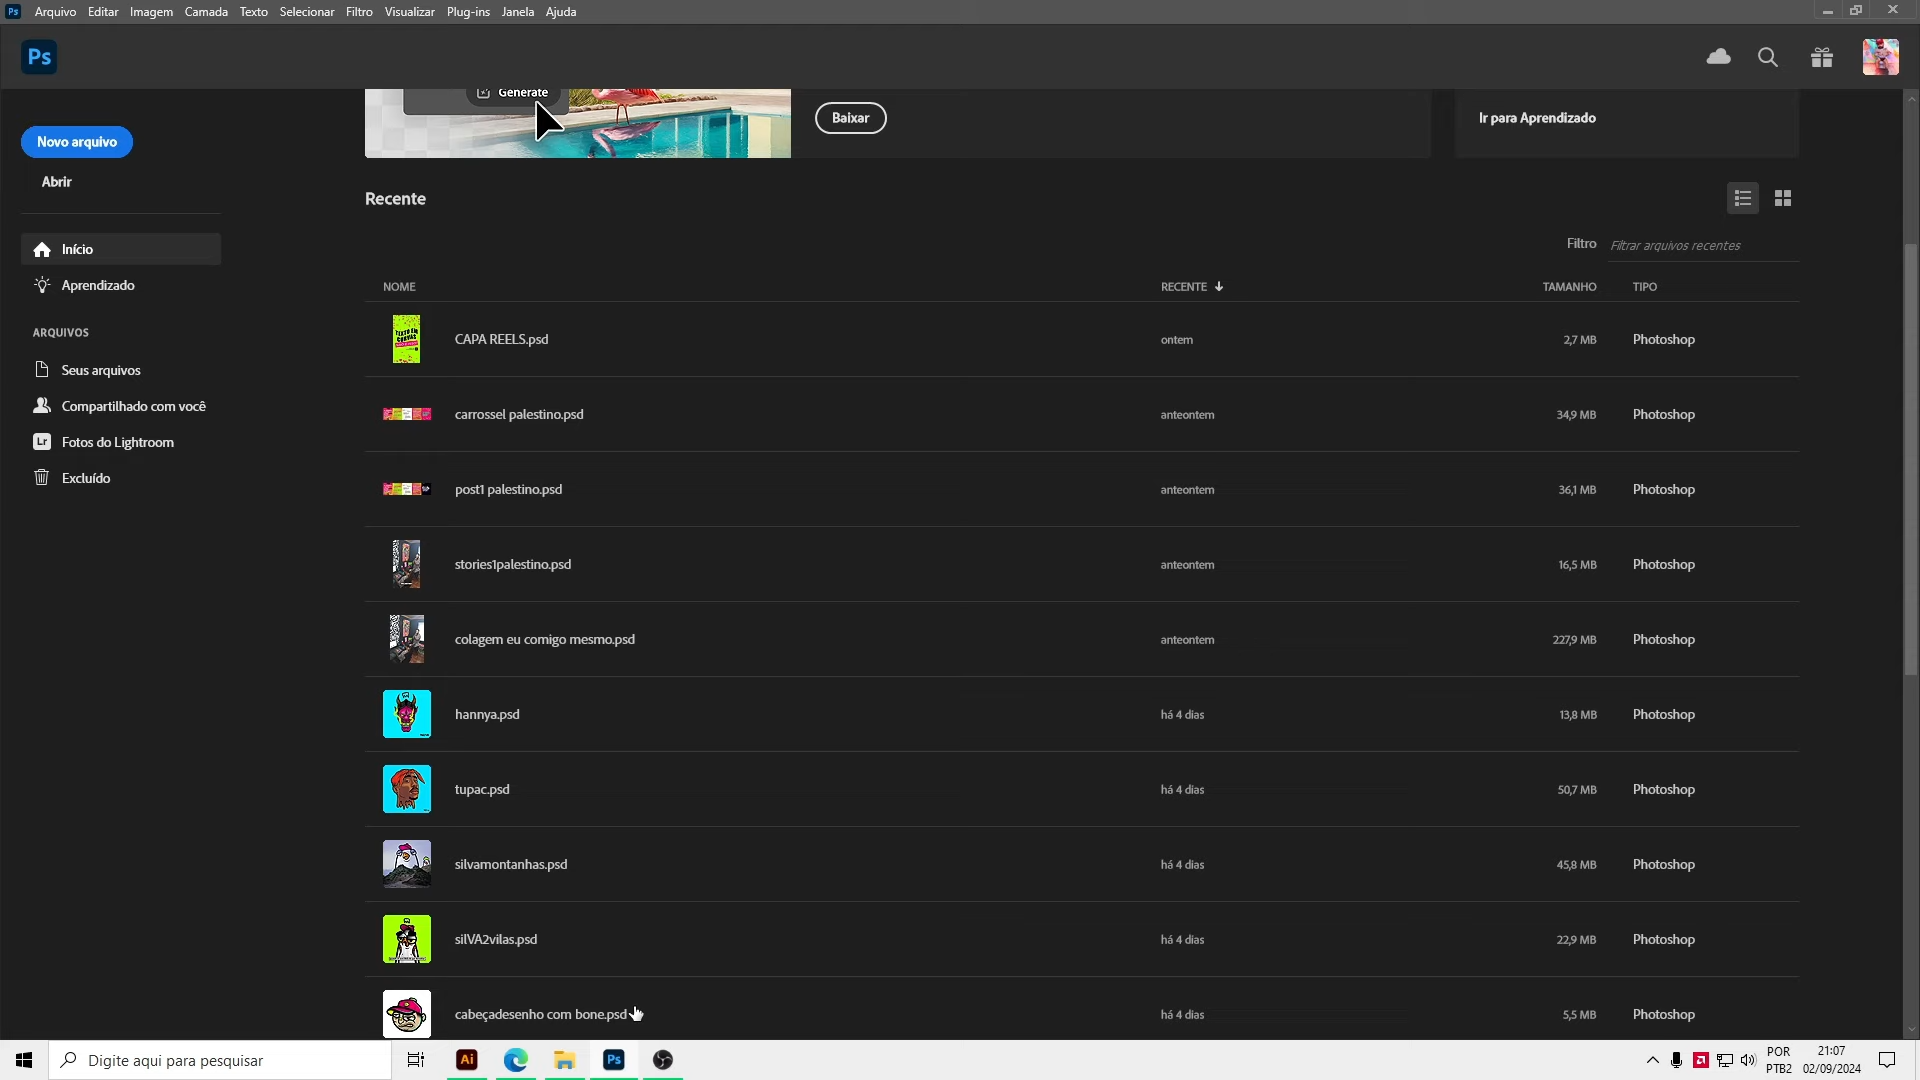 Ps Arquivo Editar Imagem Camada Texto Selecionar Filtro Visualizar Plug-ins Janela Ajuda
Ps
Generate
Baixar
Ir para Aprendizado
Novo arquivo
Abrir
Início
Aprendizado
ARQUIVOS
Seus arquivos
Compartilhado com você
Lr Fotos do Lightroom
Excluído
Recente
Filtro Filtrar arquivos recentes
NOME RECENTE TAMANHO TIPO
CAPA REELS.psd ontem 2,7 MB Photoshop
carrossel palestino.psd anteontem 34,9 MB Photoshop
post1 palestino.psd anteontem 36,1 MB Photoshop
stories1palestino.psd anteontem 16,5 MB Photoshop
colagem eu comigo mesmo.psd anteontem 227,9 MB Photoshop
hannya.psd há 4 dias 13,8 MB Photoshop
tupac.psd há 4 dias 50,7 MB Photoshop
silvamontanhas.psd há 4 dias 45,8 MB Photoshop
silVA2vilas.psd há 4 dias 22,9 MB Photoshop
cabeçadesenho com bone.psd há 4 dias 5,5 MB Photoshop
Digite aqui para pesquisar Ai Ps POR 21:07
PTB2 02/09/2024